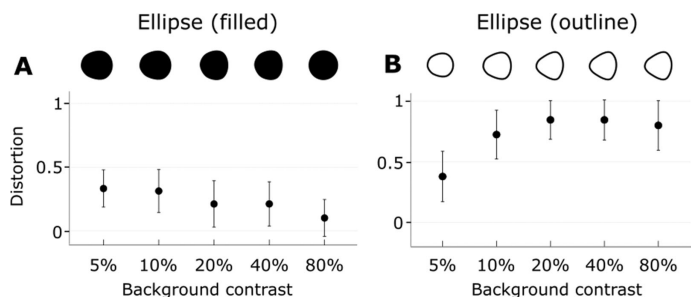 Ellipse (filled)
A
1
0.5
0
Distortion
5% 10% 20% 40% 80%
Background contrast
Ellipse (outline)
B
1
0.5
0
5% 10% 20% 40% 80%
Background contrast